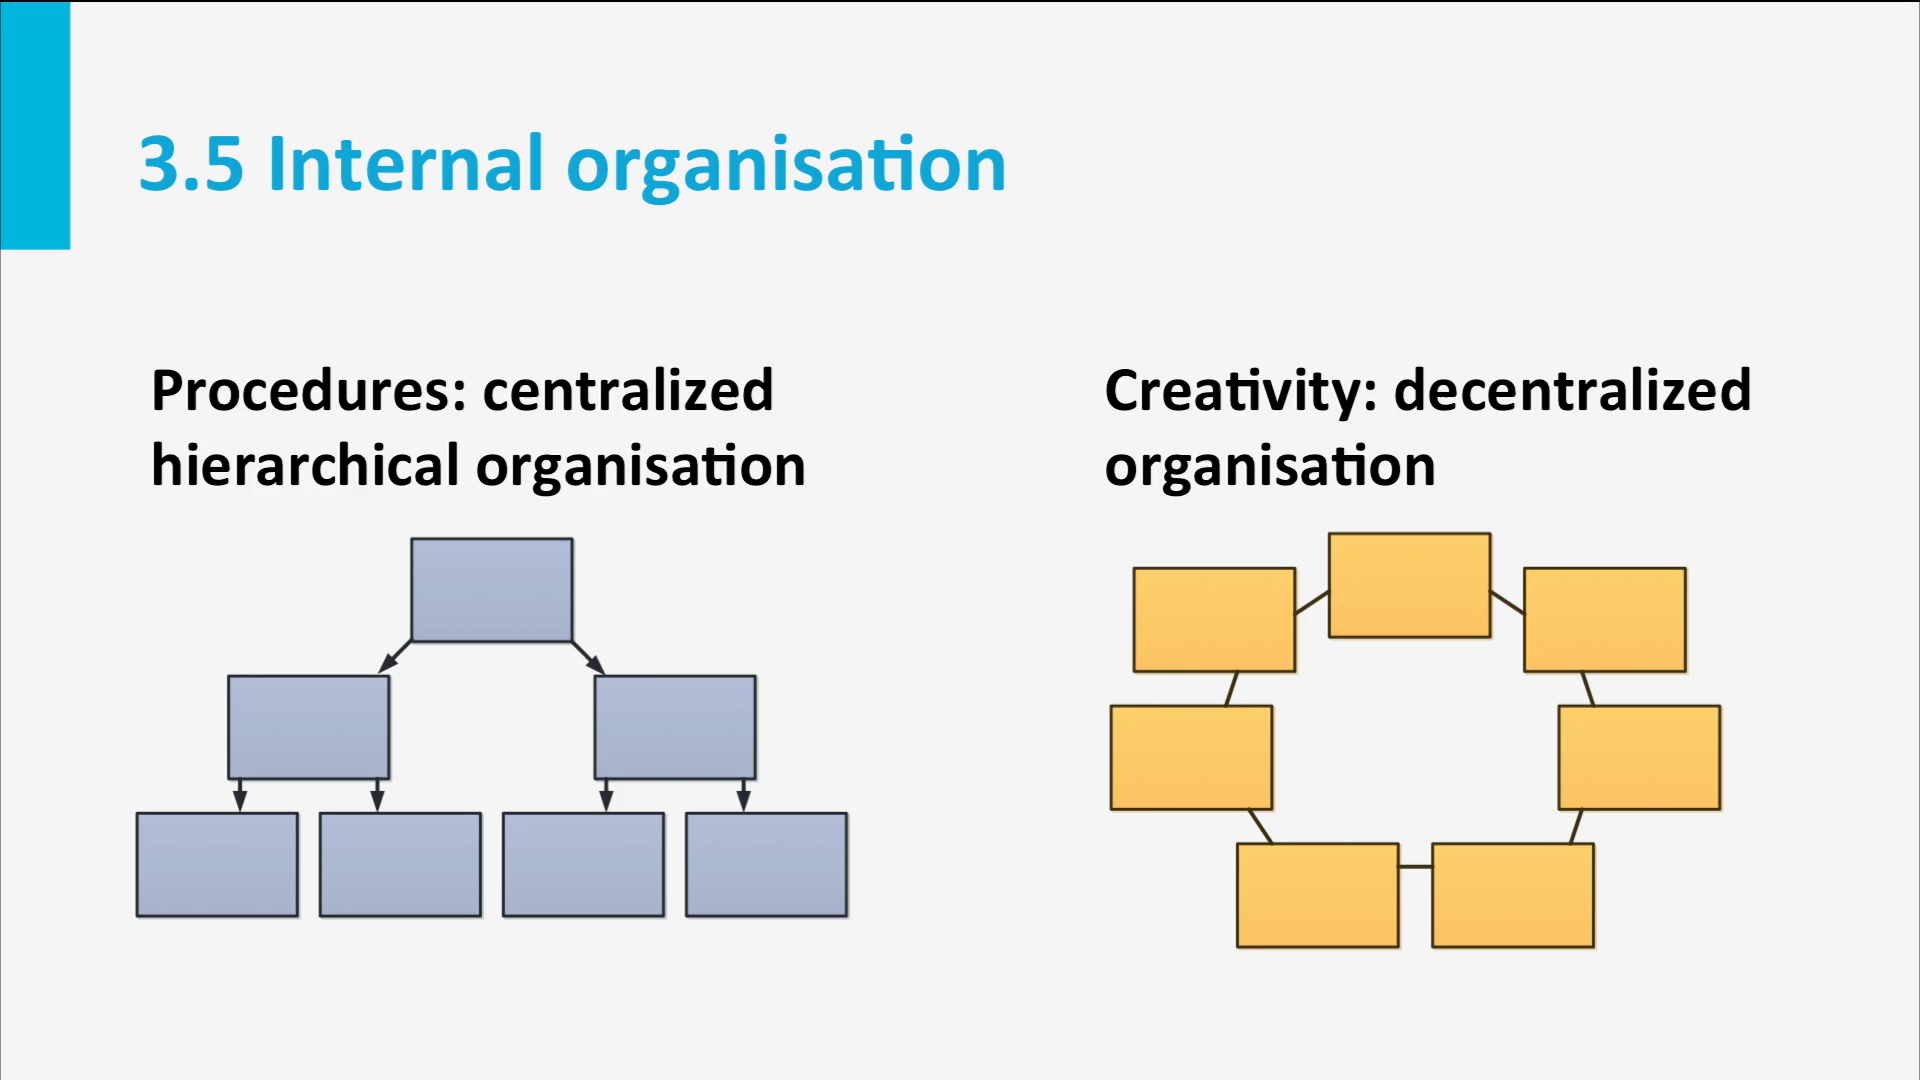 3.5 Internal organisation
Procedures: centralized
hierarchical organisation
Creativity: decentralized
organisation